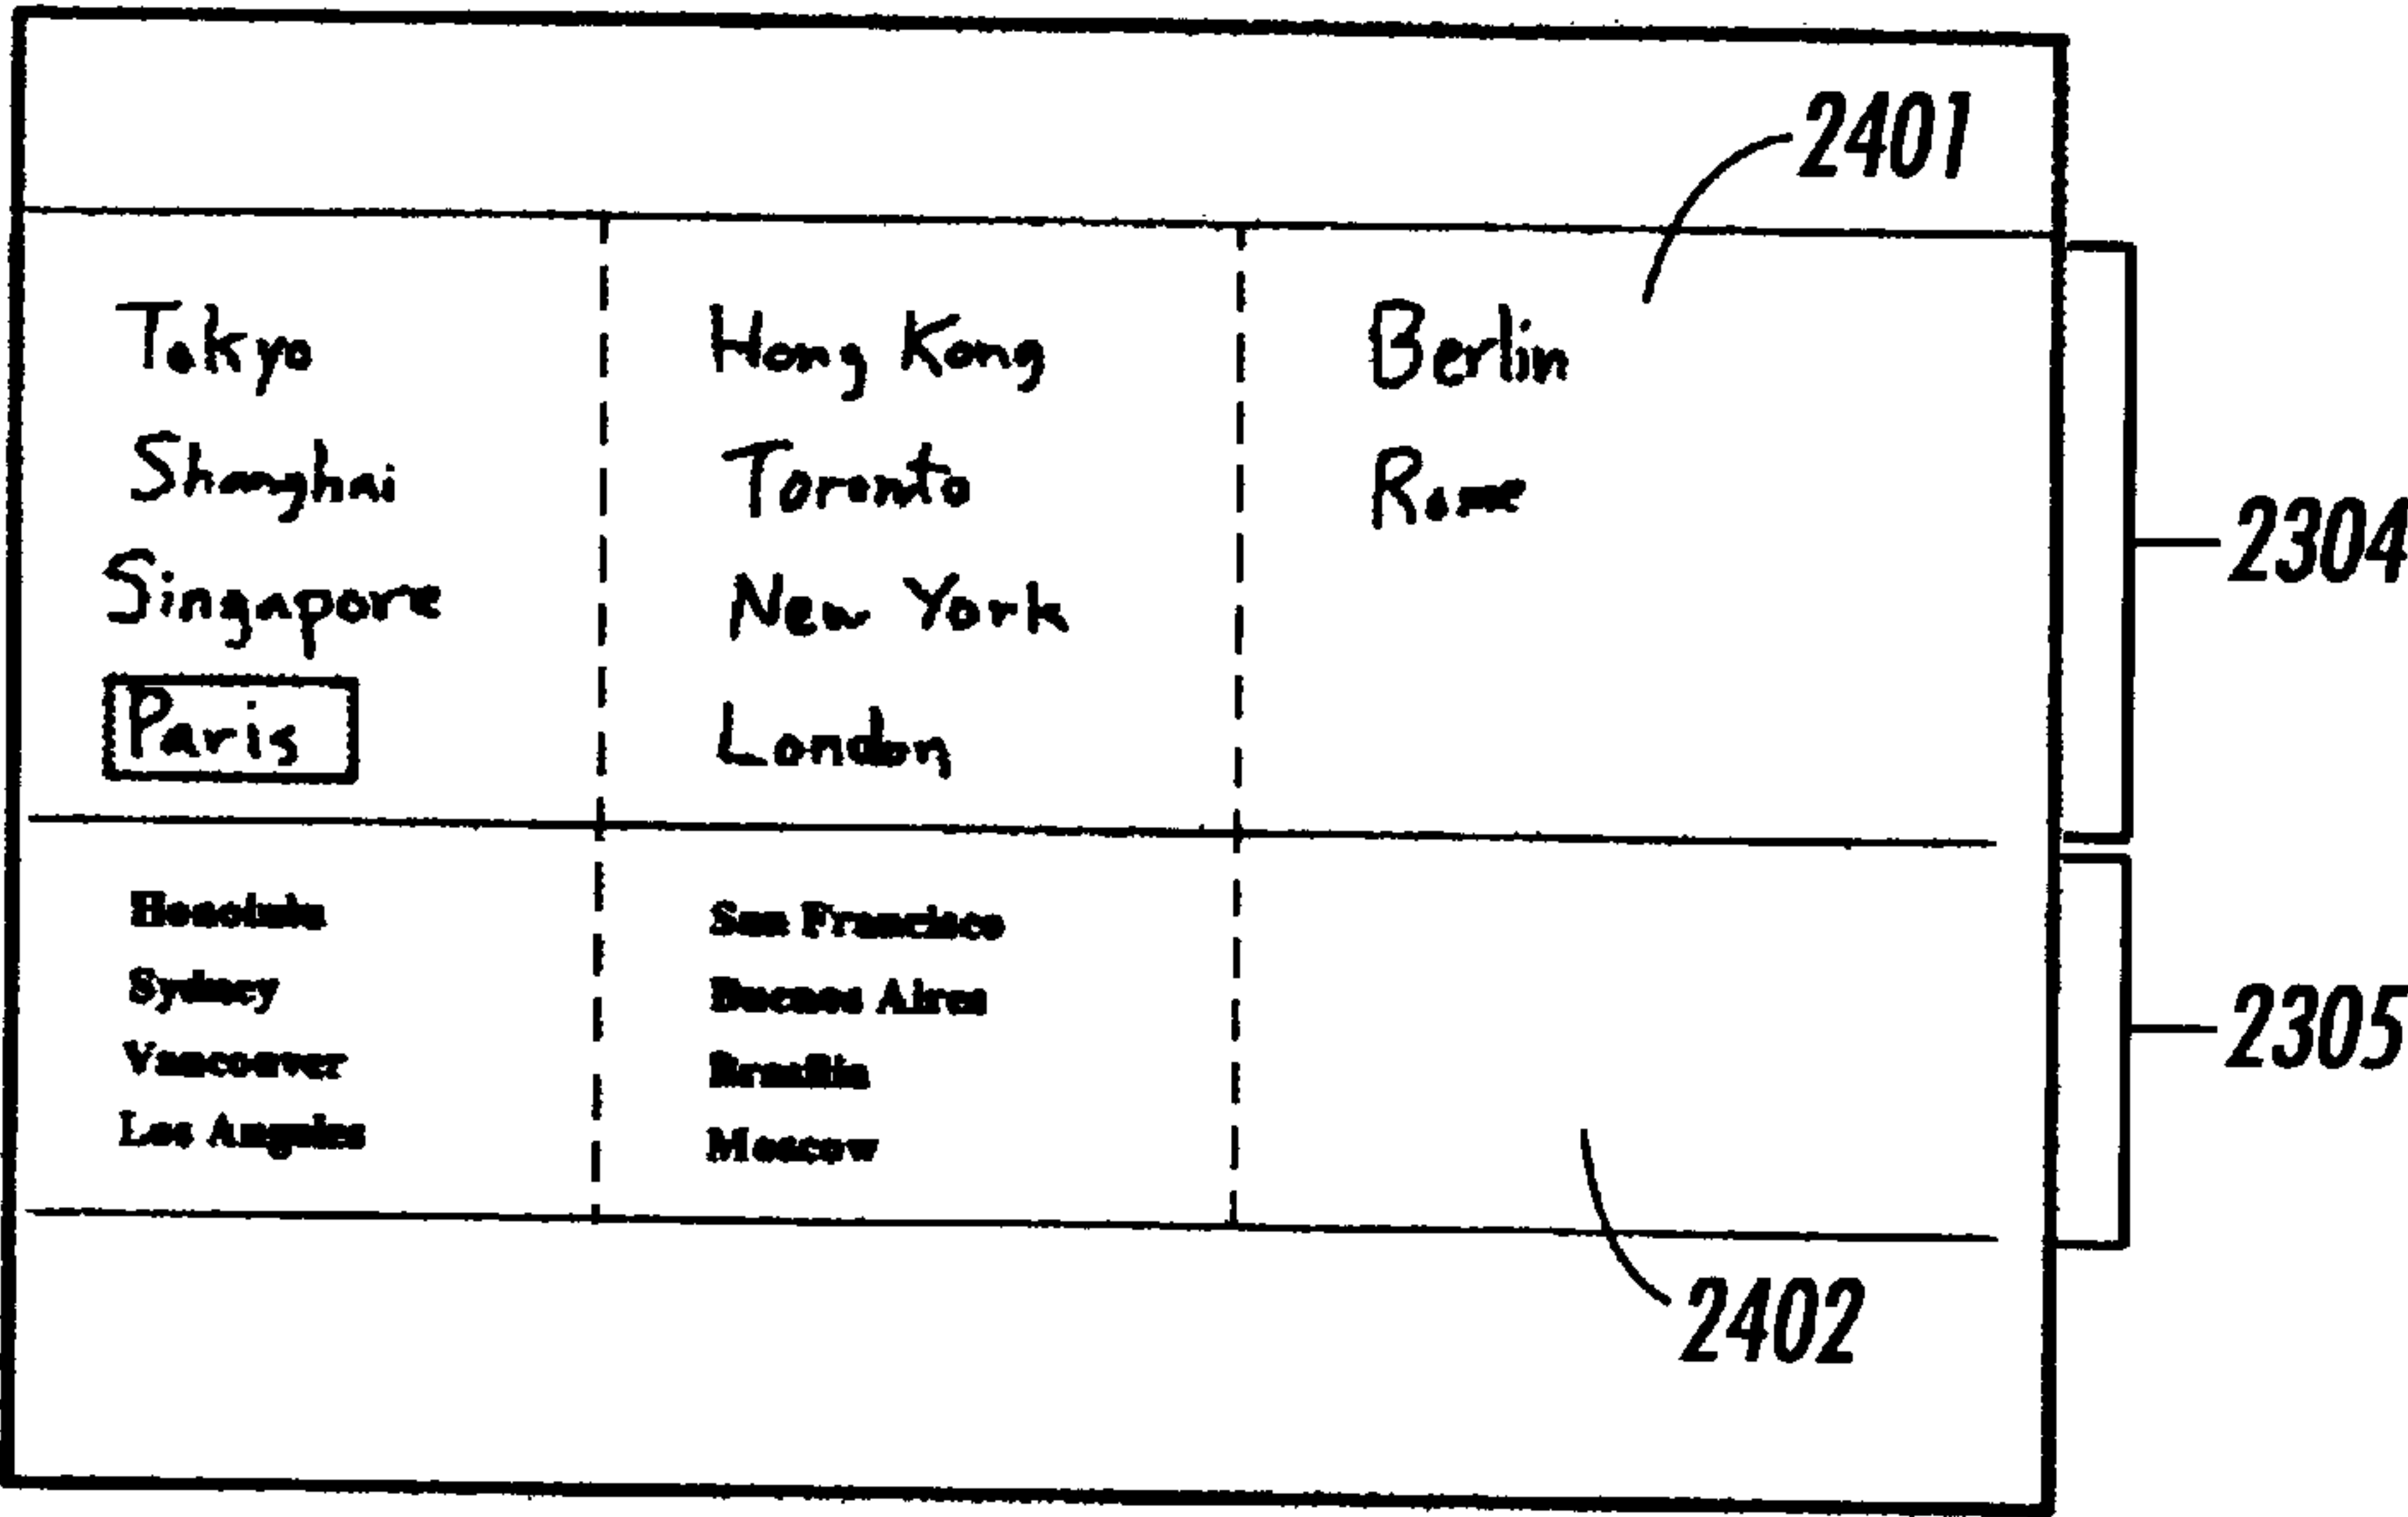 2401
Tokyo
Shanghai
Singapore
Paris
Hong Kong
Toronto
New York
London
Berlin
Rome
2304
Honolulu
Sydney
Vancouver
Los Angeles
San Francisco
Buenos Aires
Brasilia
Moscow
2305
2402